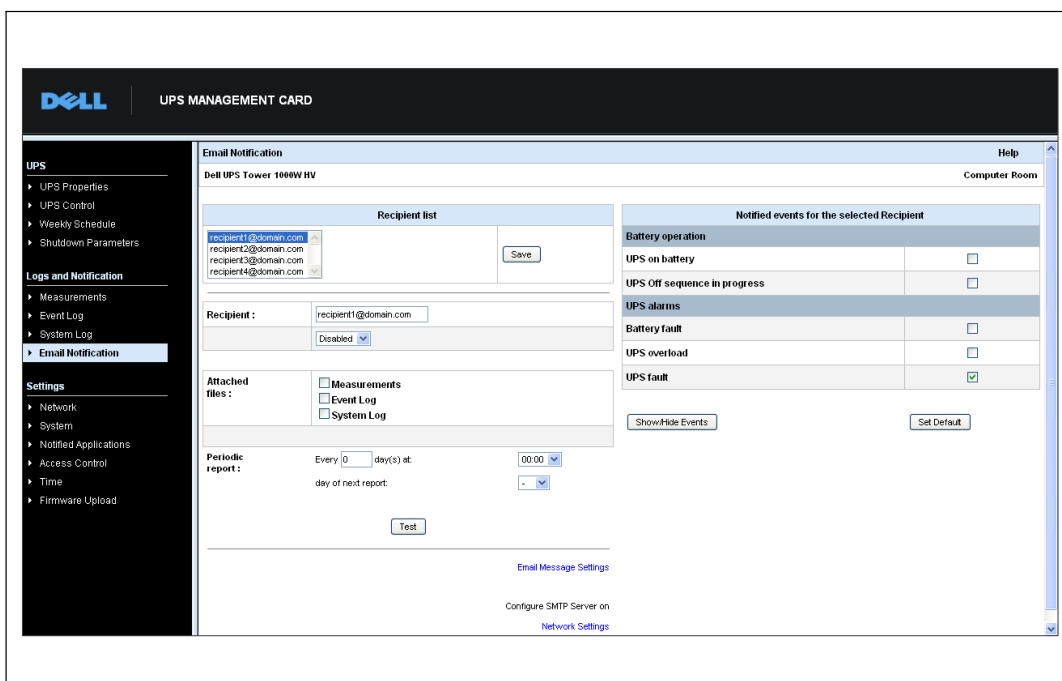 DELL
UPS MANAGEMENT CARD
UPS
UPS Properties
UPS Control
Weekly Schedule
Shutdown Parameters
Logs and Notification
Measurements
Event Log
System Log
Email Notification
Settings
Network
System
Notified Applications
Access Control
Time
Firmware Upload
Email Notification Help
Dell UPS Tower 1000W HV Computer Room
Recipient list
recipient1@domain.com
recipient2@domain.com
recipient3@domain.com
recipient4@domain.com
Save
Recipient : recipient1@domain.com
Disabled
Attached
files :
Measurements
Event Log
System Log
Periodic
report :
Every 0 day(s) at: 00:00
day of next report: -
Test
Email Message Settings
Configure SMTP Server on
Network Settings
Notified events for the selected Recipient
Battery operation
UPS on battery
UPS Off sequence in progress
UPS alarms
Battery fault
UPS overload
UPS fault
Show/Hide Events
Set Default